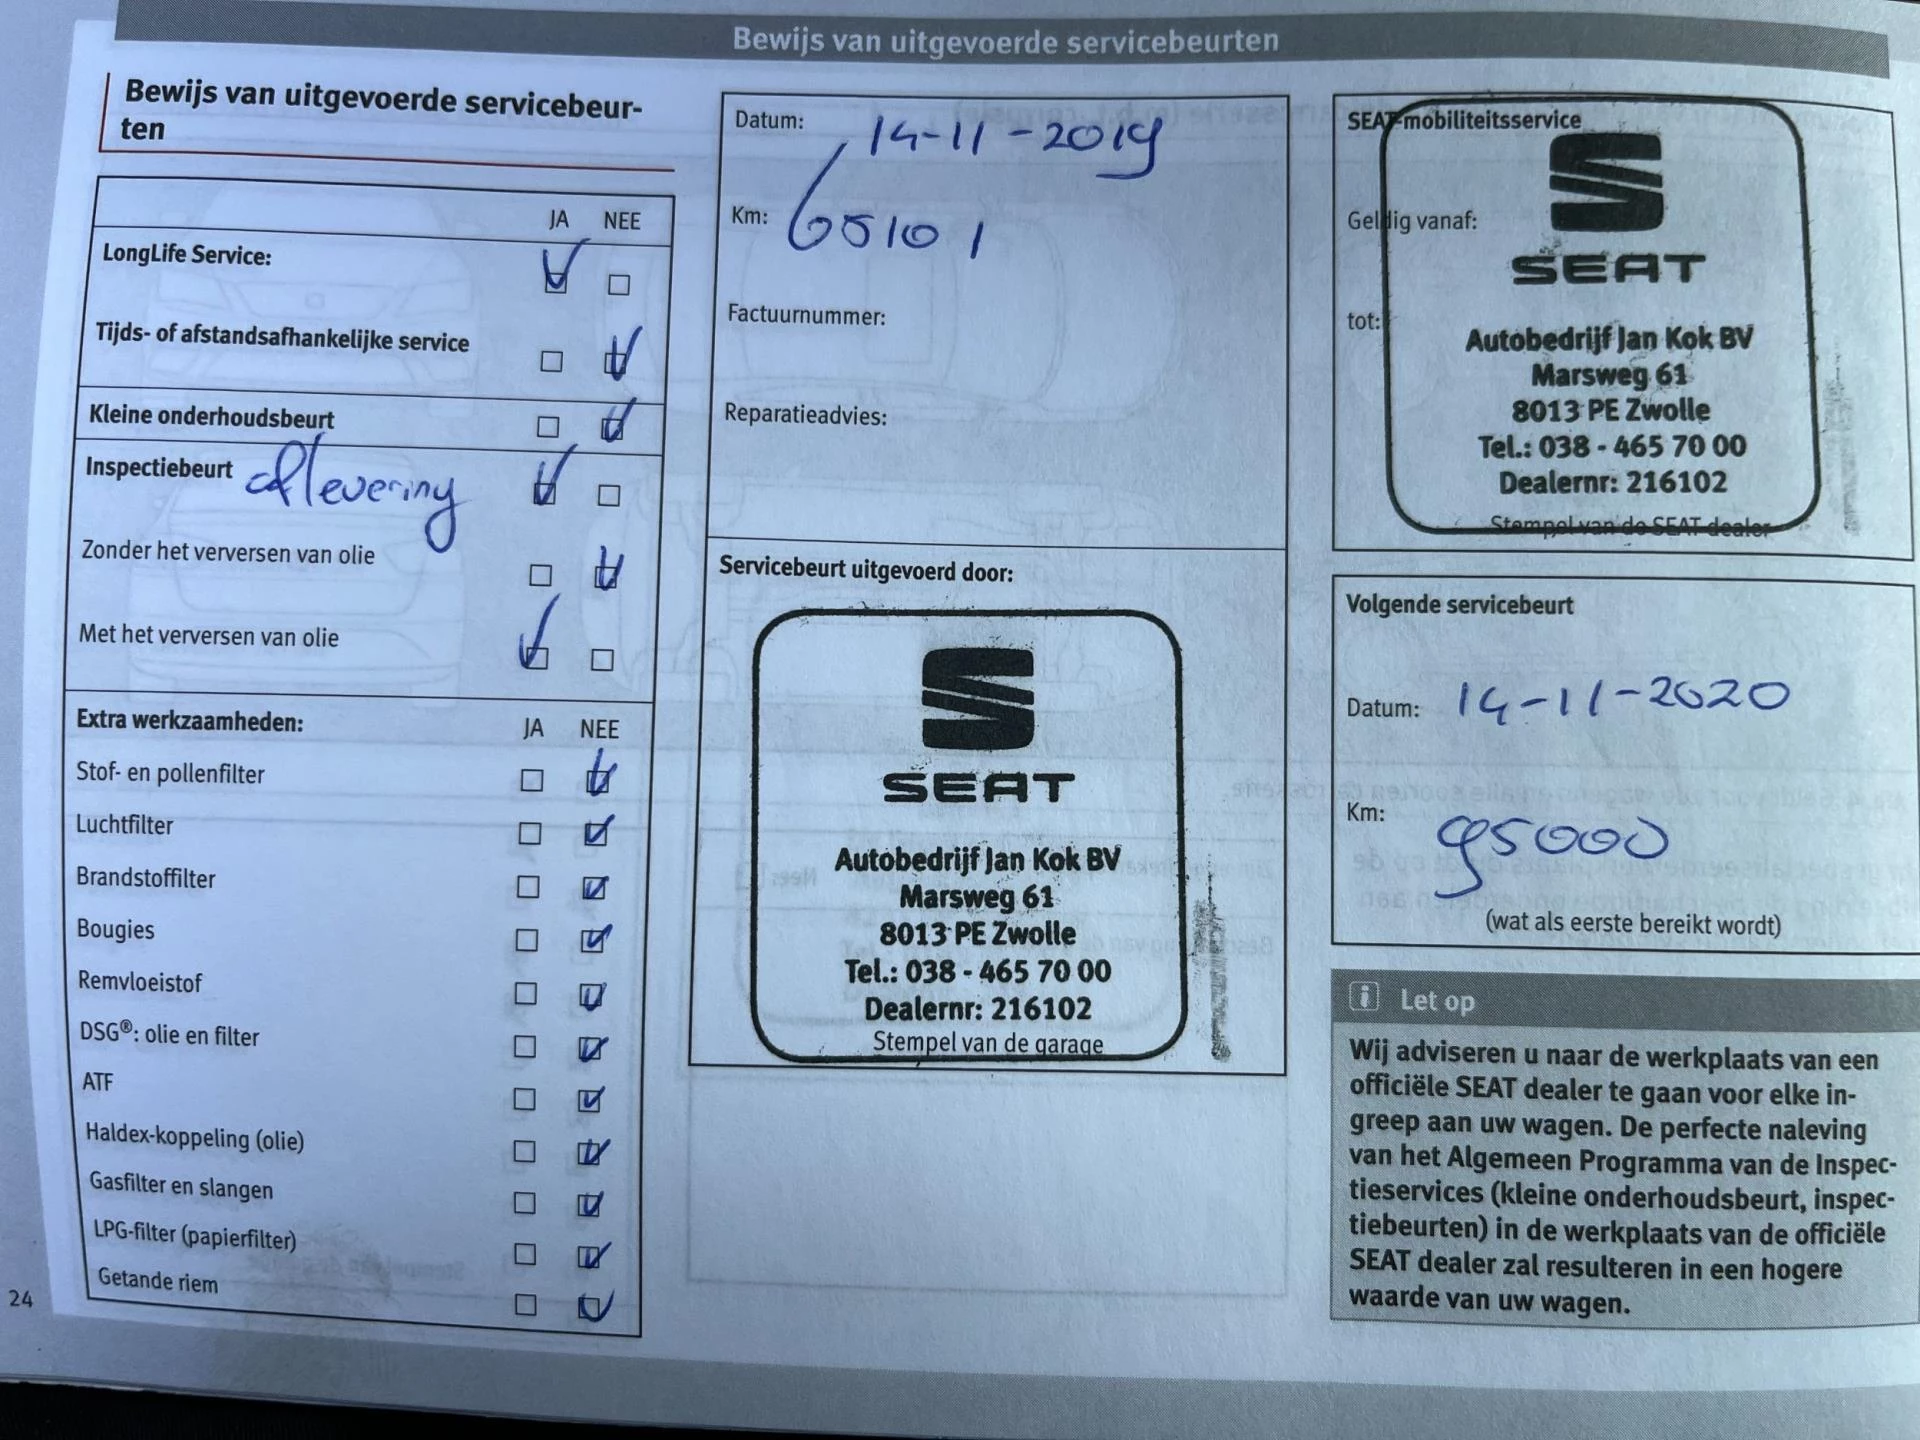 Bewijs van uitgevoerde servicebeurten
Bewijs van uitgevoerde servicebeur-
ten
JA NEE
LongLife Service:
Tijds- of afstandsafhankelijke service
Kleine onderhoudsbeurt
Inspectiebeurt aflevering
Zonder het verversen van olie
Met het verversen van olie
Extra werkzaamheden: JA NEE
Stof- en pollenfilter
Luchtfilter
Brandstoffilter
Bougies
Remvloeistof
DSG®: olie en filter
ATF
Haldex-koppeling (olie)
Gasfilter en slangen
LPG-filter (papierfilter)
Getande riem
24
Datum: 14-11-2019
Km: 65101
Factuurnummer:
Reparatieadvies:
Servicebeurt uitgevoerd door:
SEAT
Autobedrijf Jan Kok BV
Marsweg 61
8013 PE Zwolle
Tel.: 038 - 465 70 00
Dealernr: 216102
Stempel van de garage
SEAT-mobiliteitsservice
Geldig vanaf:
SEAT
tot:
Autobedrijf Jan Kok BV
Marsweg 61
8013 PE Zwolle
Tel.: 038 - 465 70 00
Dealernr: 216102
Stempel van de SEAT dealer
Volgende servicebeurt
Datum: 14-11-2020
Km: 95000
(wat als eerste bereikt wordt)
i Let op
Wij adviseren u naar de werkplaats van een
officiële SEAT dealer te gaan voor elke in-
greep aan uw wagen. De perfecte naleving
van het Algemeen Programma van de Inspec-
tieservices (kleine onderhoudsbeurt, inspec-
tiebeurten) in de werkplaats van de officiële
SEAT dealer zal resulteren in een hogere
waarde van uw wagen.